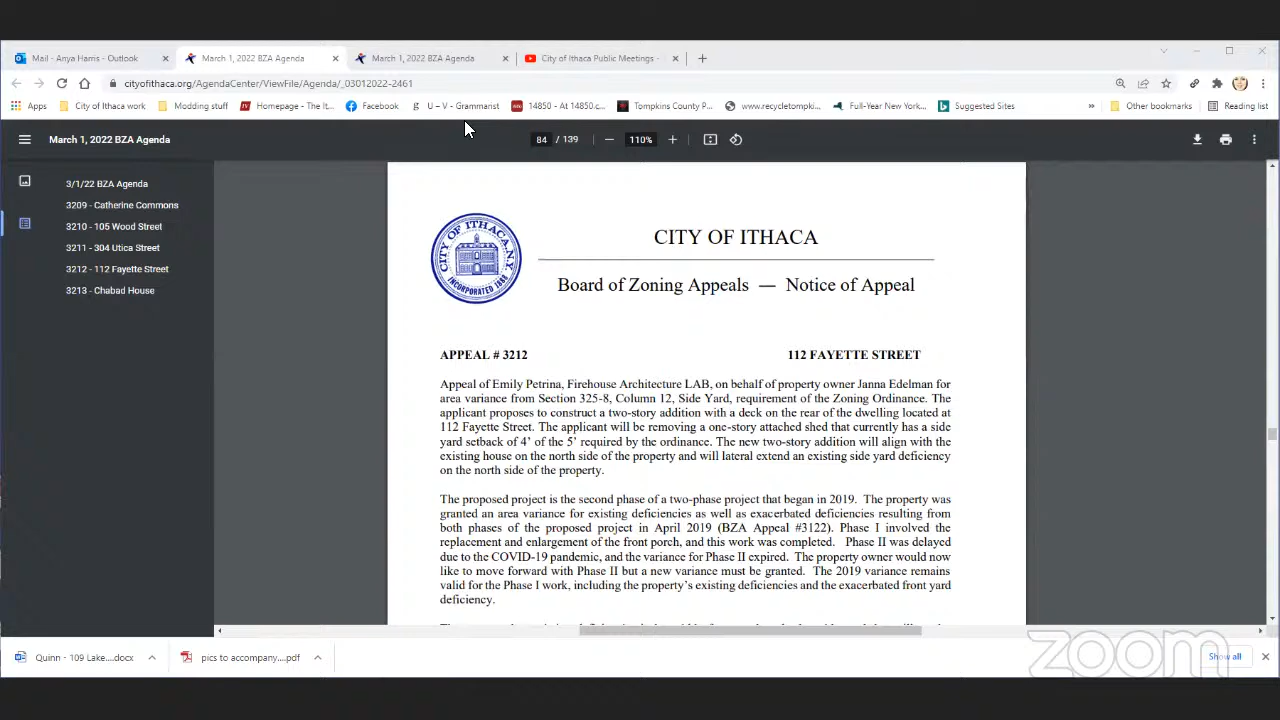 Mail - Anya Harris - Outlook
March 1, 2022 BZA Agenda
March 1, 2022 BZA Agenda
City of Ithaca Public Meetings -
cityofithaca.org/AgendaCenter/ViewFile/Agenda/_03012022-2461
Apps
City of Ithaca work
Modding stuff
Homepage - The It...
Facebook
U – V - Grammarist
14850 - At 14850.c...
Tompkins County P...
www.recycletompki...
Full-Year New York...
Suggested Sites
»
Other bookmarks
Reading list
March 1, 2022 BZA Agenda
84 / 139
110%
3/1/22 BZA Agenda
3209 - Catherine Commons
3210 - 105 Wood Street
3211 - 304 Utica Street
3212 - 112 Fayette Street
3213 - Chabad House
CITY OF ITHACA, N.Y.
INCORPORATED 1888
CITY OF ITHACA
Board of Zoning Appeals — Notice of Appeal
APPEAL # 3212
112 FAYETTE STREET
Appeal of Emily Petrina, Firehouse Architecture LAB, on behalf of property owner Janna Edelman for
area variance from Section 325-8, Column 12, Side Yard, requirement of the Zoning Ordinance. The
applicant proposes to construct a two-story addition with a deck on the rear of the dwelling located at
112 Fayette Street. The applicant will be removing a one-story attached shed that currently has a side
yard setback of 4’ of the 5’ required by the ordinance. The new two-story addition will align with the
existing house on the north side of the property and will lateral extend an existing side yard deficiency
on the north side of the property.
The proposed project is the second phase of a two-phase project that began in 2019. The property was
granted an area variance for existing deficiencies as well as exacerbated deficiencies resulting from
both phases of the proposed project in April 2019 (BZA Appeal #3122). Phase I involved the
replacement and enlargement of the front porch, and this work was completed. Phase II was delayed
due to the COVID-19 pandemic, and the variance for Phase II expired. The property owner would now
like to move forward with Phase II but a new variance must be granted. The 2019 variance remains
valid for the Phase I work, including the property’s existing deficiencies and the exacerbated front yard
deficiency.
Quinn - 109 Lake....docx
pics to accompany....pdf
Show all
zoom